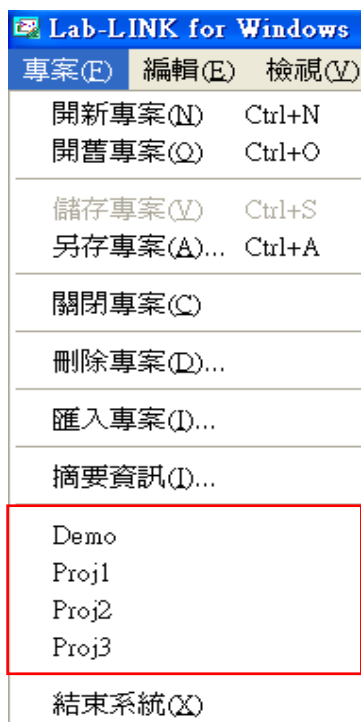 Lab-LINK for Windows
專案(F) 編輯(E) 檢視(V)
開新專案(N) Ctrl+N
開舊專案(O) Ctrl+O
儲存專案(V) Ctrl+S
另存專案(A)... Ctrl+A
關閉專案(C)
刪除專案(D)...
匯入專案(I)...
摘要資訊(I)...
Demo
Proj1
Proj2
Proj3
結束系統(X)